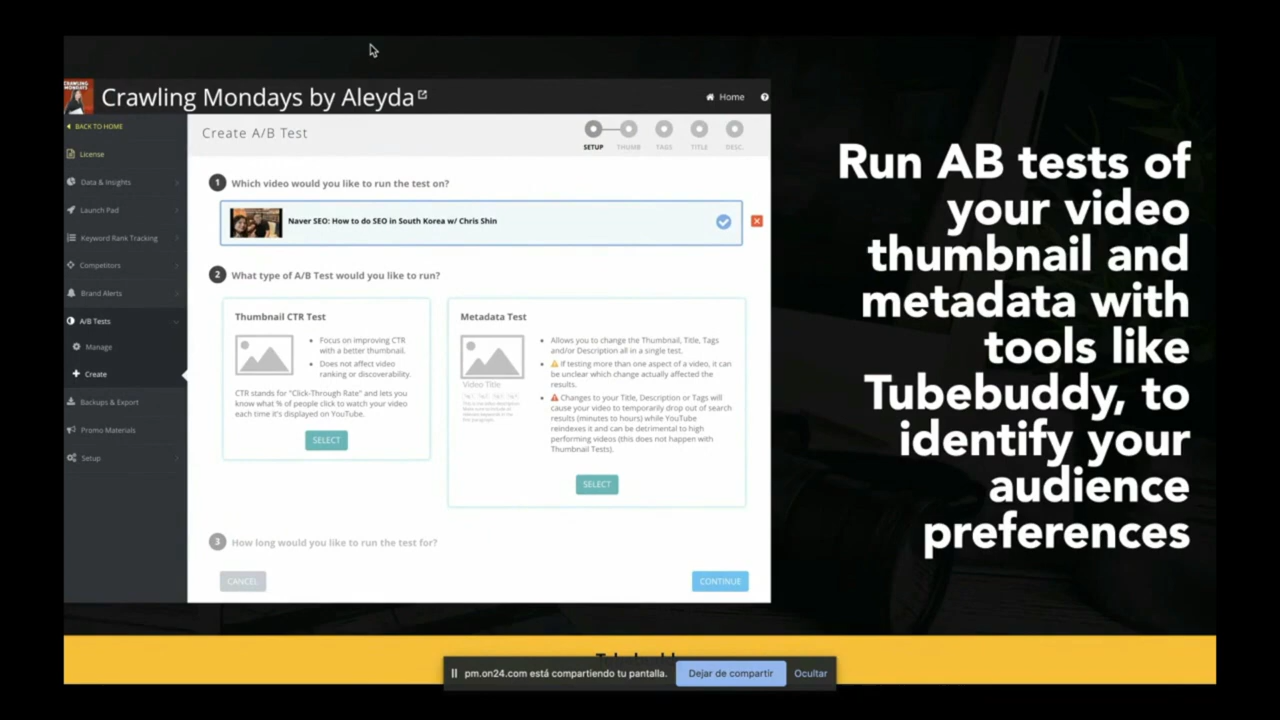 CRAWLING
MONDAYS
Crawling Mondays by Aleyda
Home
BACK TO HOME
License
Data & Insights
Launch Pad
Keyword Rank Tracking
Competitors
Brand Alerts
A/B Tests
Manage
Create
Backups & Export
Promo Materials
Setup
Create A/B Test
SETUP
THUMB
TAGS
TITLE
DESC.
1 Which video would you like to run the test on?
Naver SEO: How to do SEO in South Korea w/ Chris Shin
2 What type of A/B Test would you like to run?
Thumbnail CTR Test
• Focus on improving CTR
with a better thumbnail.
• Does not affect video
ranking or discoverability.
CTR stands for "Click-Through Rate" and lets you
know what % of people click to watch your video
each time it's displayed on YouTube.
SELECT
Metadata Test
Video Title
• Allows you to change the Thumbnail, Title, Tags
and/or Description all in a single test.
• If testing more than one aspect of a video, it can
be unclear which change actually affected the
results.
• Changes to your Title, Description or Tags will
cause your video to temporarily drop out of search
results (minutes to hours) while YouTube
reindexes it and can be detrimental to high
performing videos (this does not happen with
Thumbnail Tests).
SELECT
3 How long would you like to run the test for?
CANCEL
CONTINUE
Run AB tests of
your video
thumbnail and
metadata with
tools like
Tubebuddy, to
identify your
audience
preferences
pm.on24.com está compartiendo tu pantalla.
Dejar de compartir
Ocultar